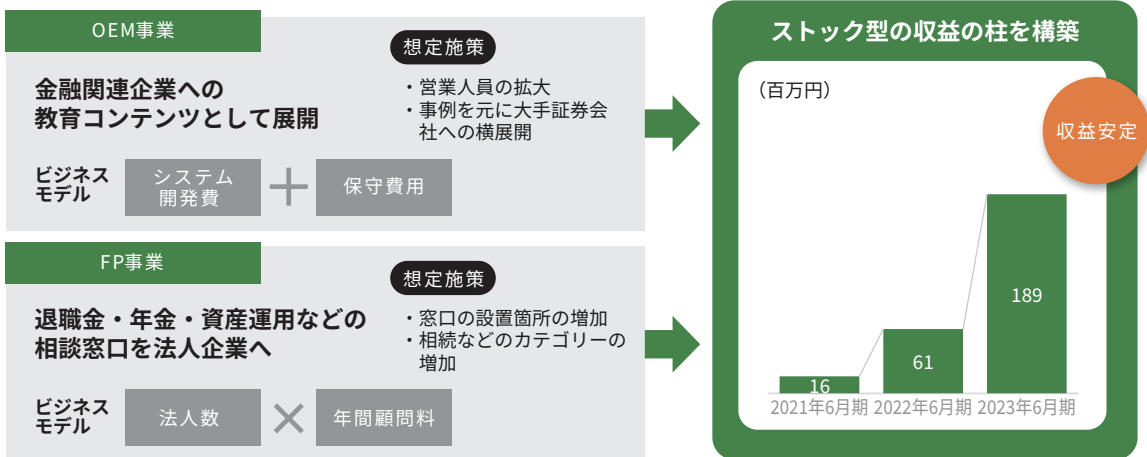 OEM事業
金融関連企業への
教育コンテンツとして展開
想定施策
・営業人員の拡大
・事例を元に大手証券会
社への横展開
ビジネス
モデル
システム
開発費
＋
保守費用
FP事業
退職金・年金・資産運用などの
相談窓口を法人企業へ
想定施策
・窓口の設置箇所の増加
・相続などのカテゴリーの
増加
ビジネス
モデル
法人数
×
年間顧問料
ストック型の収益の柱を構築
（百万円）
収益安定
16
61
189
2021年6月期 2022年6月期 2023年6月期